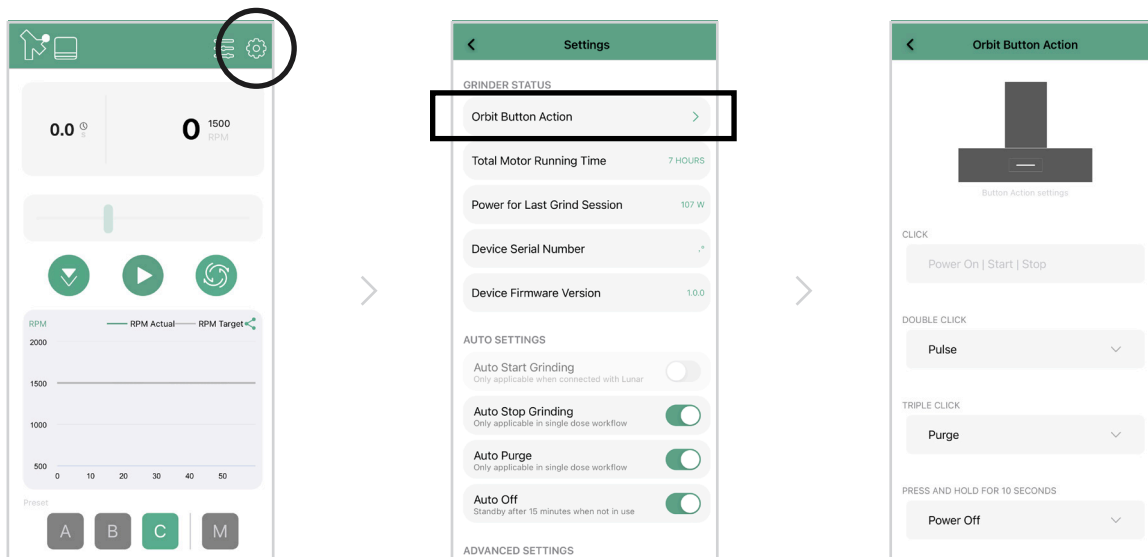 0.0 s
0 1500
RPM
RPM
RPM Actual
RPM Target
2000
1500
1000
500
0 10 20 30 40 50
Preset
A B C M
Settings
GRINDER STATUS
Orbit Button Action
Total Motor Running Time 7 HOURS
Power for Last Grind Session 107 W
Device Serial Number
Device Firmware Version 1.0.0
AUTO SETTINGS
Auto Start Grinding
Only applicable when connected with Lunar
Auto Stop Grinding
Only applicable in single dose workflow
Auto Purge
Only applicable in single dose workflow
Auto Off
Standby after 15 minutes when not in use
ADVANCED SETTINGS
Orbit Button Action
Button Action settings
CLICK
Power On | Start | Stop
DOUBLE CLICK
Pulse
TRIPLE CLICK
Purge
PRESS AND HOLD FOR 10 SECONDS
Power Off